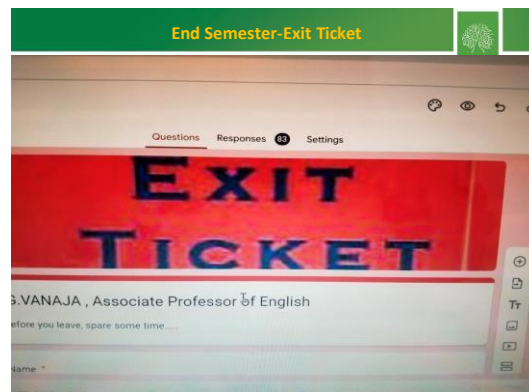 End Semester-Exit Ticket
Questions Responses 83 Settings
EXIT
TICKET
G.VANAJA , Associate Professor of English
efore you leave, spare some time.....
Name *
TT